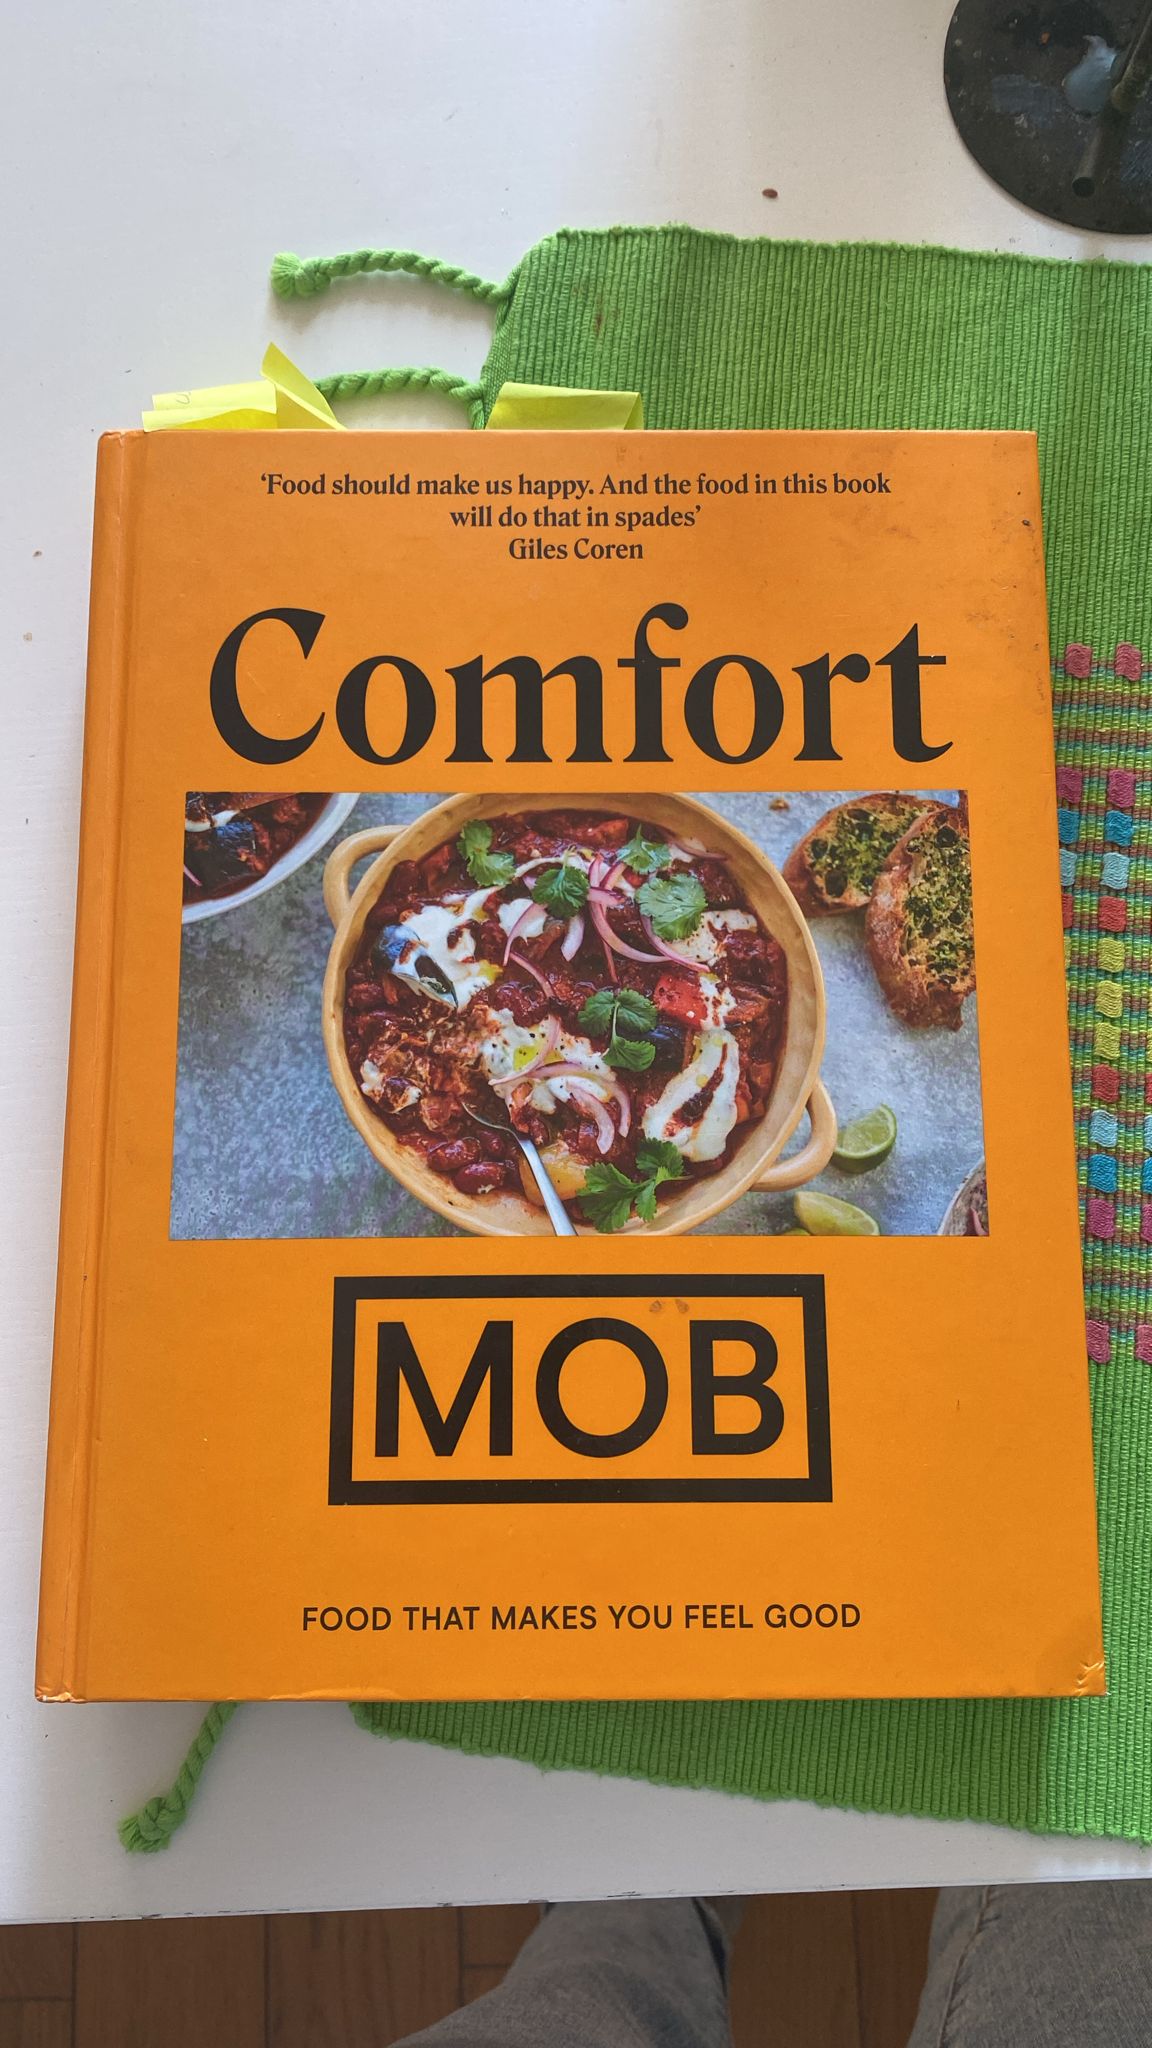 ‘Food should make us happy. And the food in this book
will do that in spades’
Giles Coren
Comfort
MOB
FOOD THAT MAKES YOU FEEL GOOD